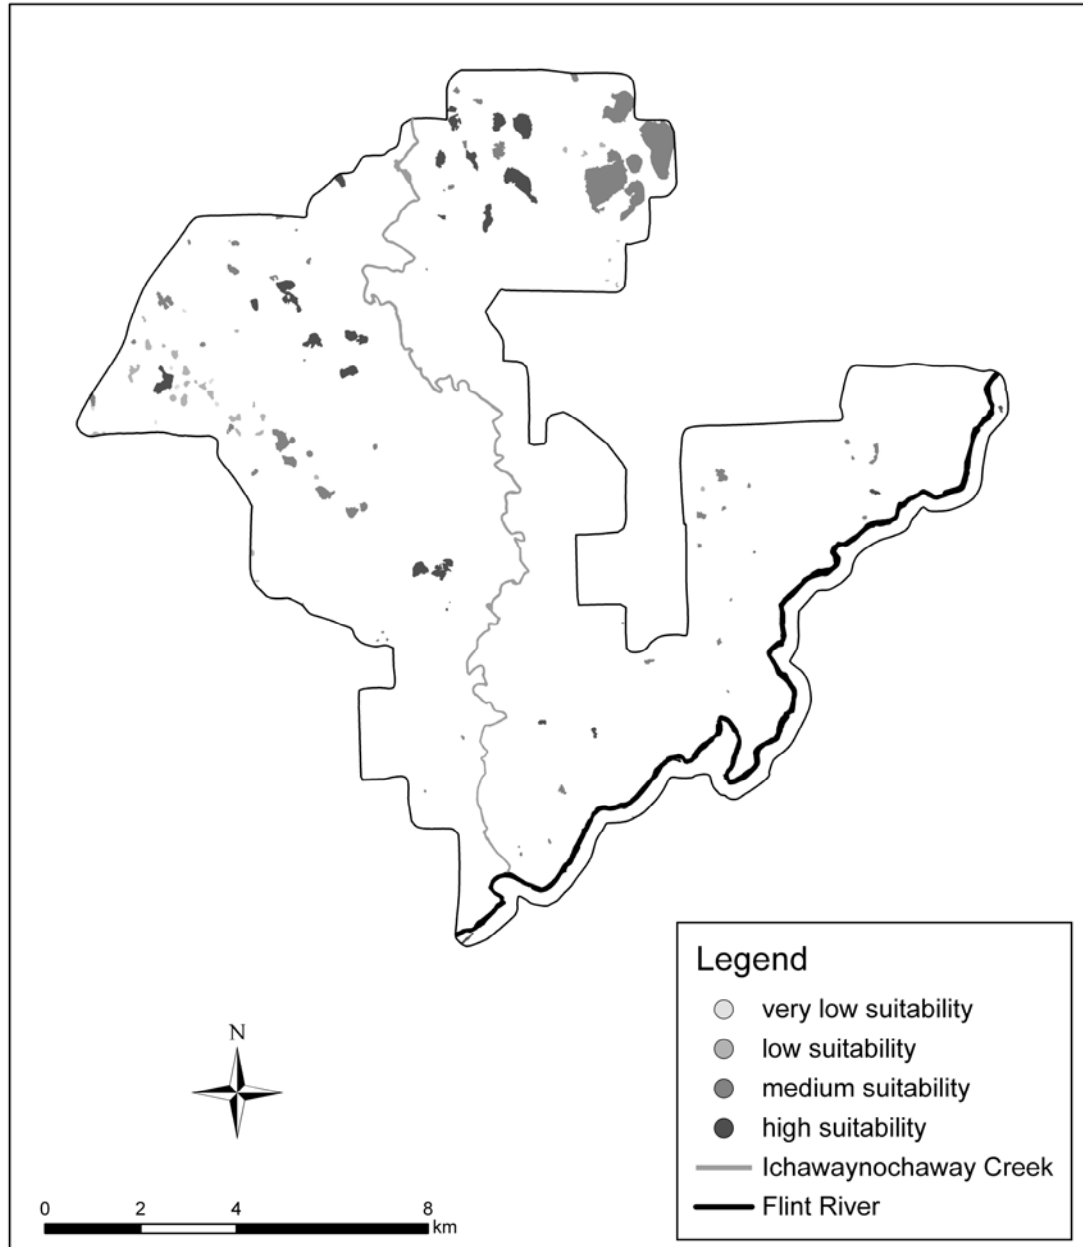 Legend
very low suitability
low suitability
medium suitability
high suitability
Ichawaynochaway Creek
Flint River
N
0 2 4 8
km